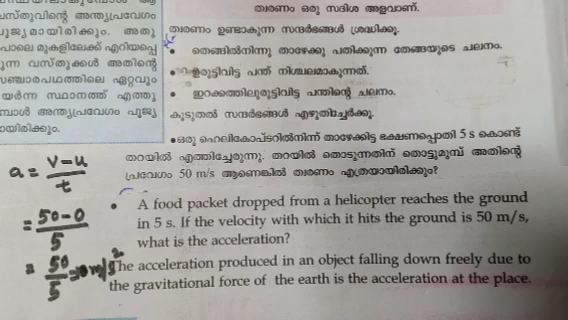 ത്വരണം ഒരു സദിശ അളവാണ്.
വസ്തുവിന്റെ അന്ത്യപ്രവേഗം
പൂജ്യമായിരിക്കും. അതു
പോലെ മുകളിലേക്ക് എറിയപ്പെ
ടുന്ന വസ്തുക്കൾ അതിന്റെ
സഞ്ചാരപഥത്തിലെ ഏറ്റവും
യർന്ന സ്ഥാനത്ത് എത്തു
മ്പോൾ അന്ത്യപ്രവേഗം പൂജ്യ
മായിരിക്കും.
ത്വരണം ഉണ്ടാകുന്ന സന്ദർഭങ്ങൾ ശ്രദ്ധിക്കൂ.
• തെങ്ങിൽനിന്നു താഴേക്കു പതിക്കുന്ന തേങ്ങയുടെ ചലനം.
• ഉരുട്ടിവിട്ട പന്ത് നിശ്ചലമാകുന്നത്.
• ഇറക്കത്തിലുരുട്ടിവിട്ട പന്തിന്റെ ചലനം.
കൂടുതൽ സന്ദർഭങ്ങൾ എഴുതിച്ചേർക്കൂ.
• ഒരു ഹെലികോപ്ടറിൽനിന്ന് താഴേക്കിട്ട ഭക്ഷണപ്പൊതി 5 s കൊണ്ട്
തറയിൽ എത്തിച്ചേരുന്നു. തറയിൽ തൊടുന്നതിന് തൊട്ടുമുമ്പ് അതിന്റെ
പ്രവേഗം 50 m/s ആണെങ്കിൽ ത്വരണം എത്രയായിരിക്കും?
a = v-u / t
= 50-0 / 5
= 50 / 5 = 10 m/s²
• A food packet dropped from a helicopter reaches the ground
in 5 s. If the velocity with which it hits the ground is 50 m/s,
what is the acceleration?
The acceleration produced in an object falling down freely due to
the gravitational force of the earth is the acceleration at the place.